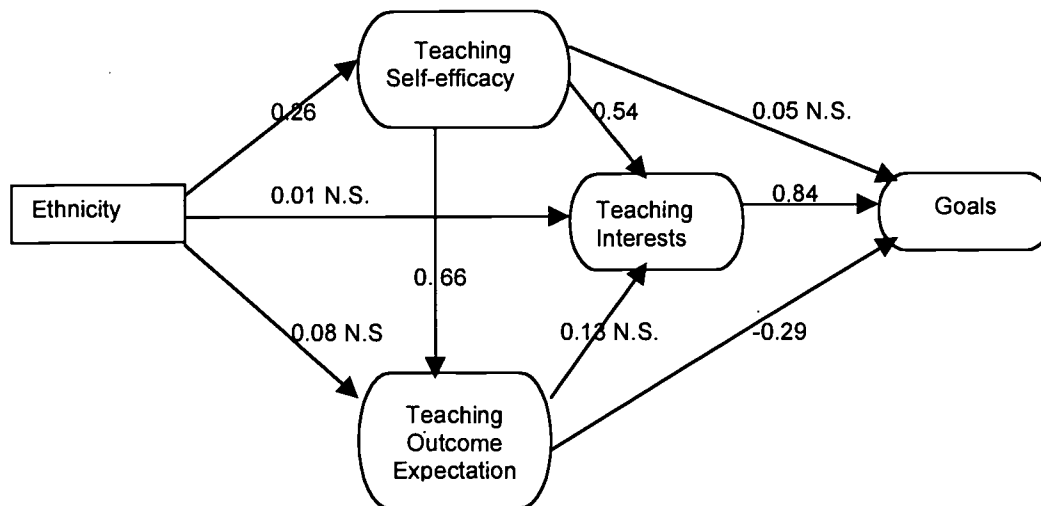 Teaching
Self-efficacy
0.26
0.54
0.05 N.S.
Ethnicity
0.01 N.S.
Teaching
Interests
0.84
Goals
0.66
0.08 N.S
0.13 N.S.
-0.29
Teaching
Outcome
Expectation